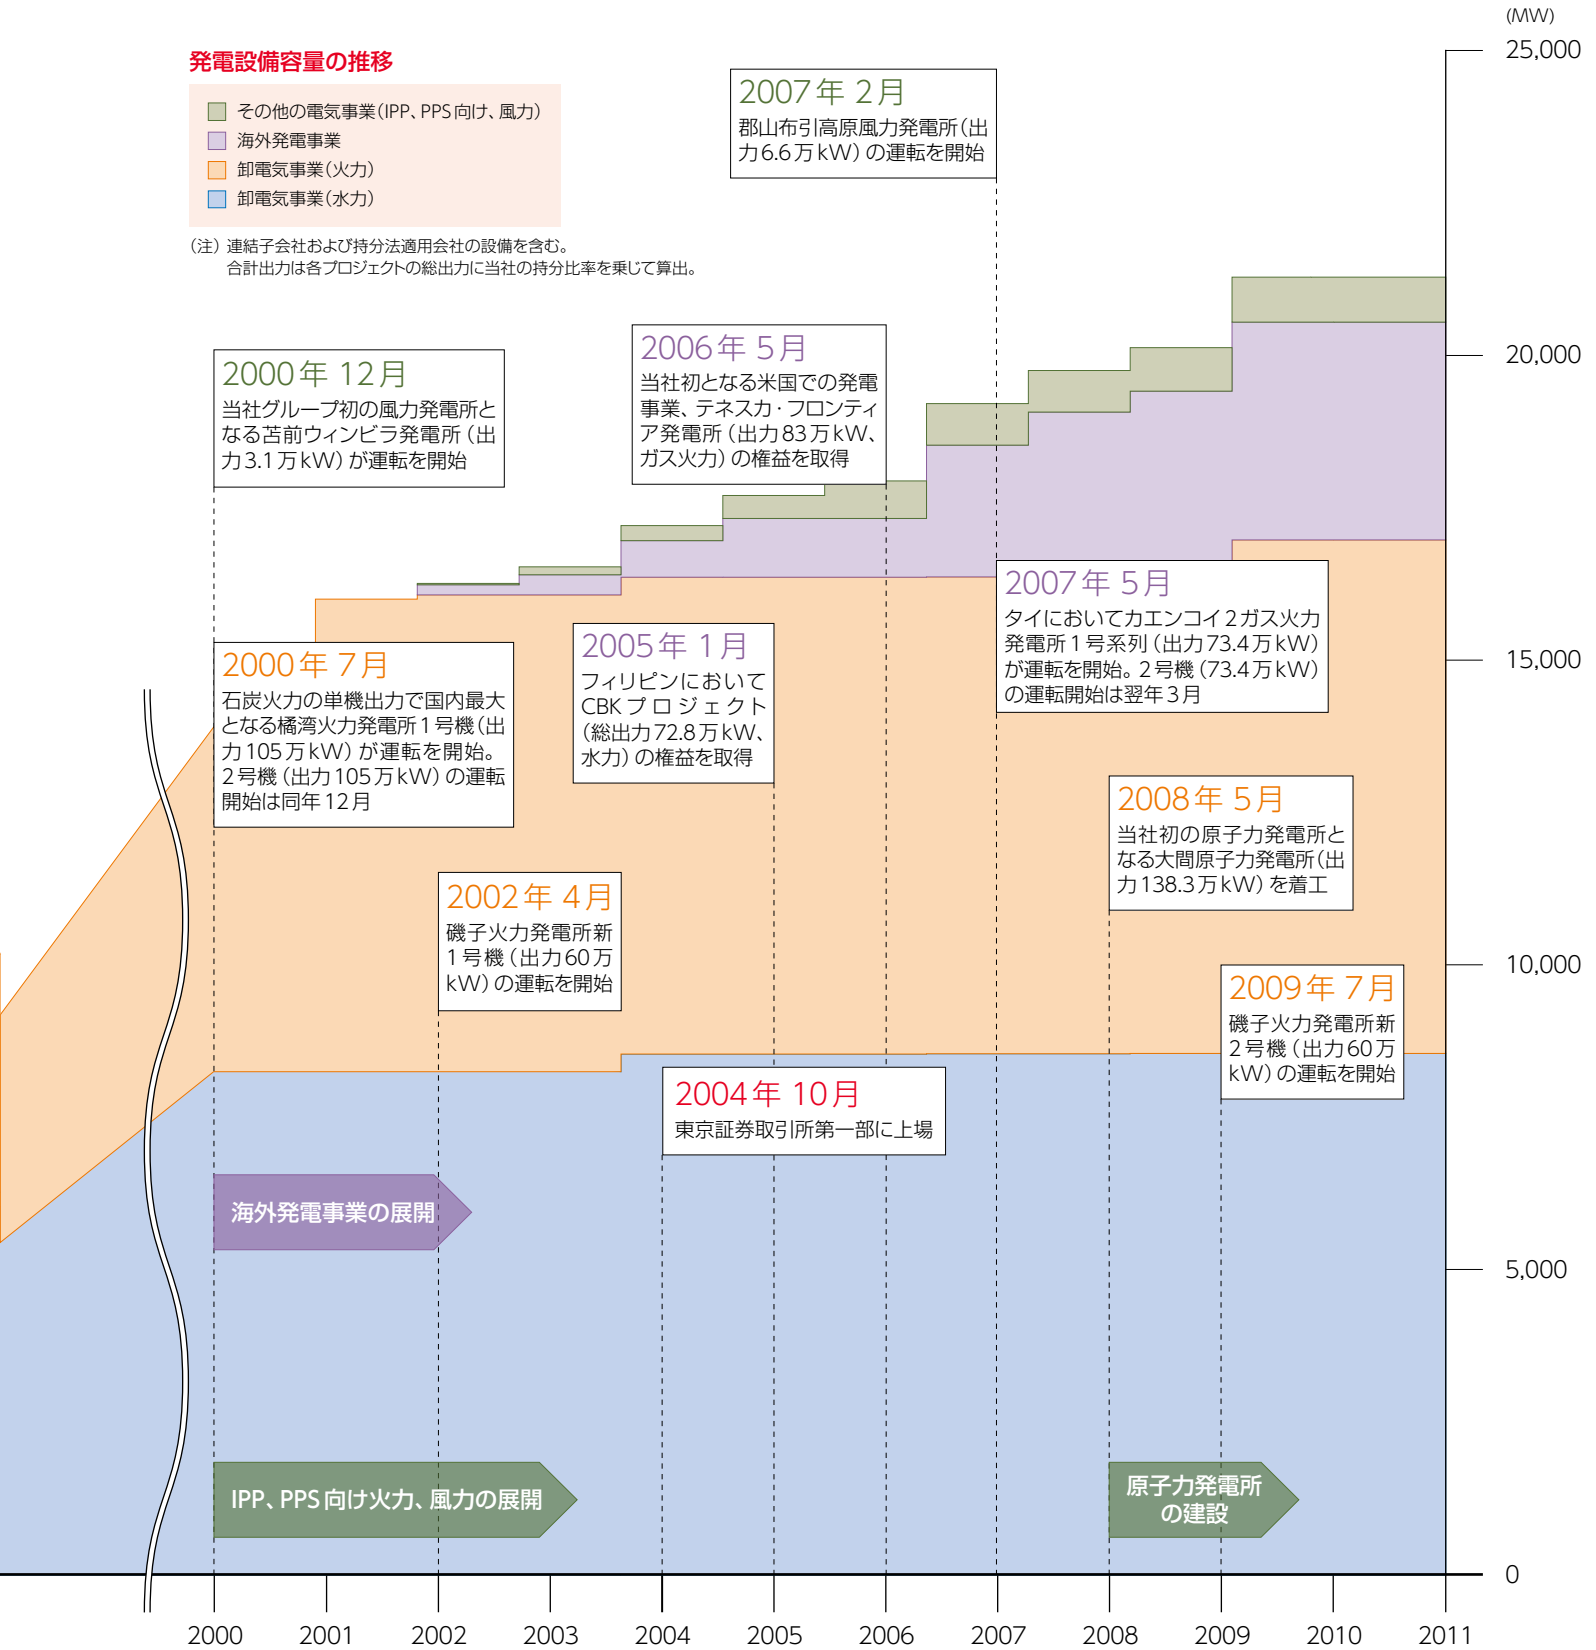 (MW)
発電設備容量の推移
その他の電気事業(IPP、PPS向け、風力)
海外発電事業
卸電気事業(火力)
卸電気事業(水力)
(注) 連結子会社および持分法適用会社の設備を含む。
合計出力は各プロジェクトの総出力に当社の持分比率を乗じて算出。
2007年 2月
郡山布引高原風力発電所(出
力6.6万kW)の運転を開始
2000年 12月
当社グループ初の風力発電所と
なる苫前ウィンビラ発電所(出
力3.1万kW)が運転を開始
2006年 5月
当社初となる米国での発電
事業、テネスカ・フロンティ
ア発電所(出力83万kW、
ガス火力)の権益を取得
2000年 7月
石炭火力の単機出力で国内最大
となる橘湾火力発電所1号機(出
力105万kW)が運転を開始。
2号機(出力105万kW)の運転
開始は同年12月
2005年 1月
フィリピンにおいて
CBKプロジェクト
(総出力72.8万kW、
水力)の権益を取得
2007年 5月
タイにおいてカエンコイ2ガス火力
発電所1号系列(出力73.4万kW)
が運転を開始。2号機(73.4万kW)
の運転開始は翌年3月
2002年 4月
磯子火力発電所新
1号機(出力60万
kW)の運転を開始
2008年 5月
当社初の原子力発電所と
なる大間原子力発電所(出
力138.3万kW)を着工
2009年 7月
磯子火力発電所新
2号機(出力60万
kW)の運転を開始
2004年 10月
東京証券取引所第一部に上場
海外発電事業の展開
IPP、PPS向け火力、風力の展開
原子力発電所
の建設
25,000
20,000
15,000
10,000
5,000
0
2000 2001 2002 2003 2004 2005 2006 2007 2008 2009 2010 2011